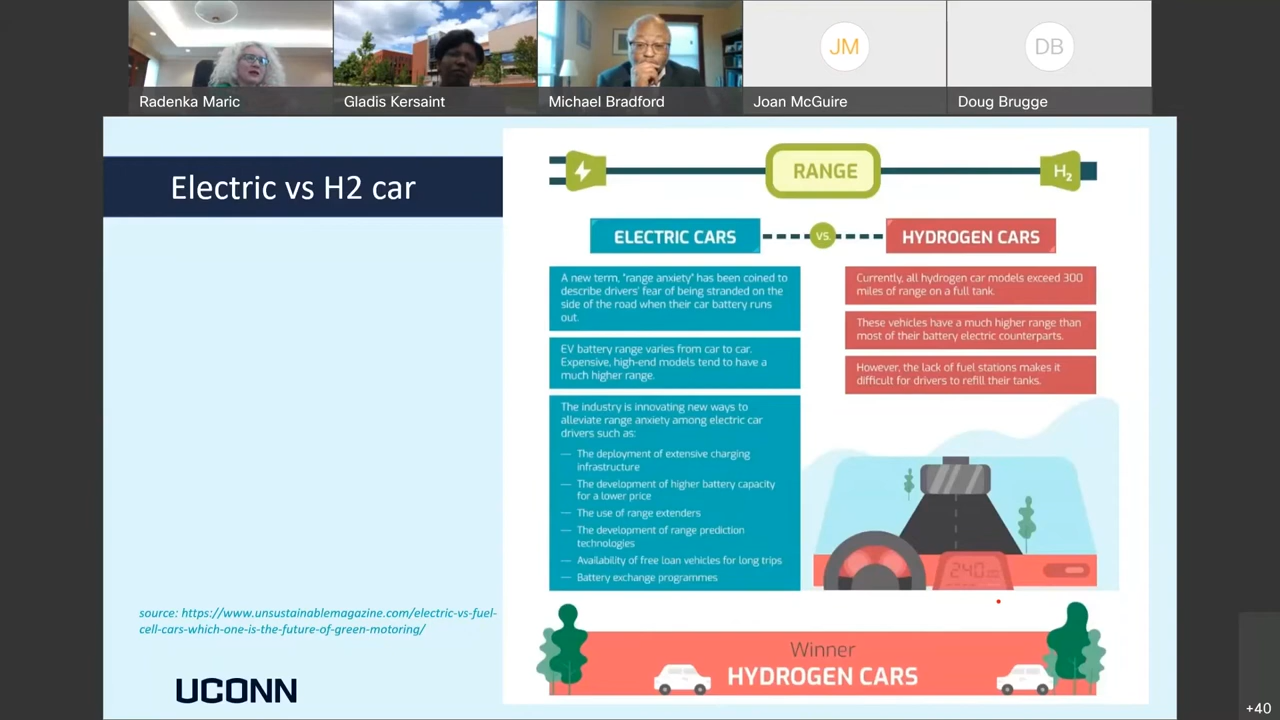 Radenka Maric
Gladis Kersaint
Michael Bradford
JM
Joan McGuire
DB
Doug Brugge
Electric vs H2 car
RANGE
H2
ELECTRIC CARS
VS.
HYDROGEN CARS
A new term, "range anxiety" has been coined to
describe drivers' fear of being stranded on the
side of the road when their car battery runs
out.
EV battery range varies from car to car.
Expensive, high-end models tend to have a
much higher range.
The industry is innovating new ways to
alleviate range anxiety among electric car
drivers such as:
— The deployment of extensive charging
infrastructure
— The development of higher battery capacity
for a lower price
— The use of range extenders
— The development of range prediction
technologies
— Availability of free loan vehicles for long trips
— Battery exchange programmes
Currently, all hydrogen car models exceed 300
miles of range on a full tank.
These vehicles have a much higher range than
most of their battery electric counterparts.
However, the lack of fuel stations makes it
difficult for drivers to refill their tanks.
240
source: https://www.unsustainablemagazine.com/electric-vs-fuel-
cell-cars-which-one-is-the-future-of-green-motoring/
Winner
HYDROGEN CARS
UCONN
+40